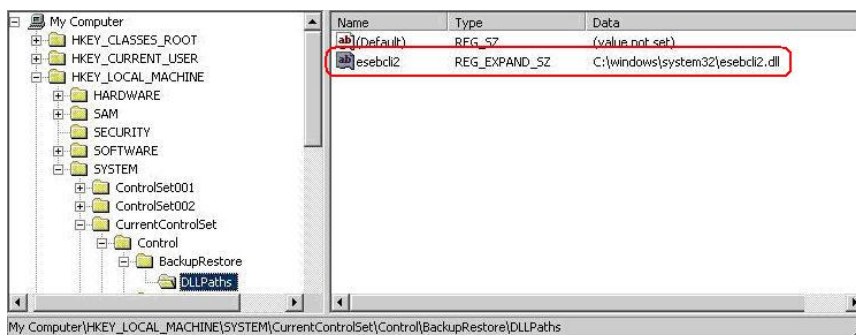 My Computer
HKEY_CLASSES_ROOT
HKEY_CURRENT_USER
HKEY_LOCAL_MACHINE
HARDWARE
SAM
SECURITY
SOFTWARE
SYSTEM
ControlSet001
ControlSet002
CurrentControlSet
Control
BackupRestore
DLLPaths
Name Type Data
(Default) REG_SZ (value not set)
esebcli2 REG_EXPAND_SZ C:\windows\system32\esebcli2.dll
My Computer\HKEY_LOCAL_MACHINE\SYSTEM\CurrentControlSet\Control\BackupRestore\DLLPaths